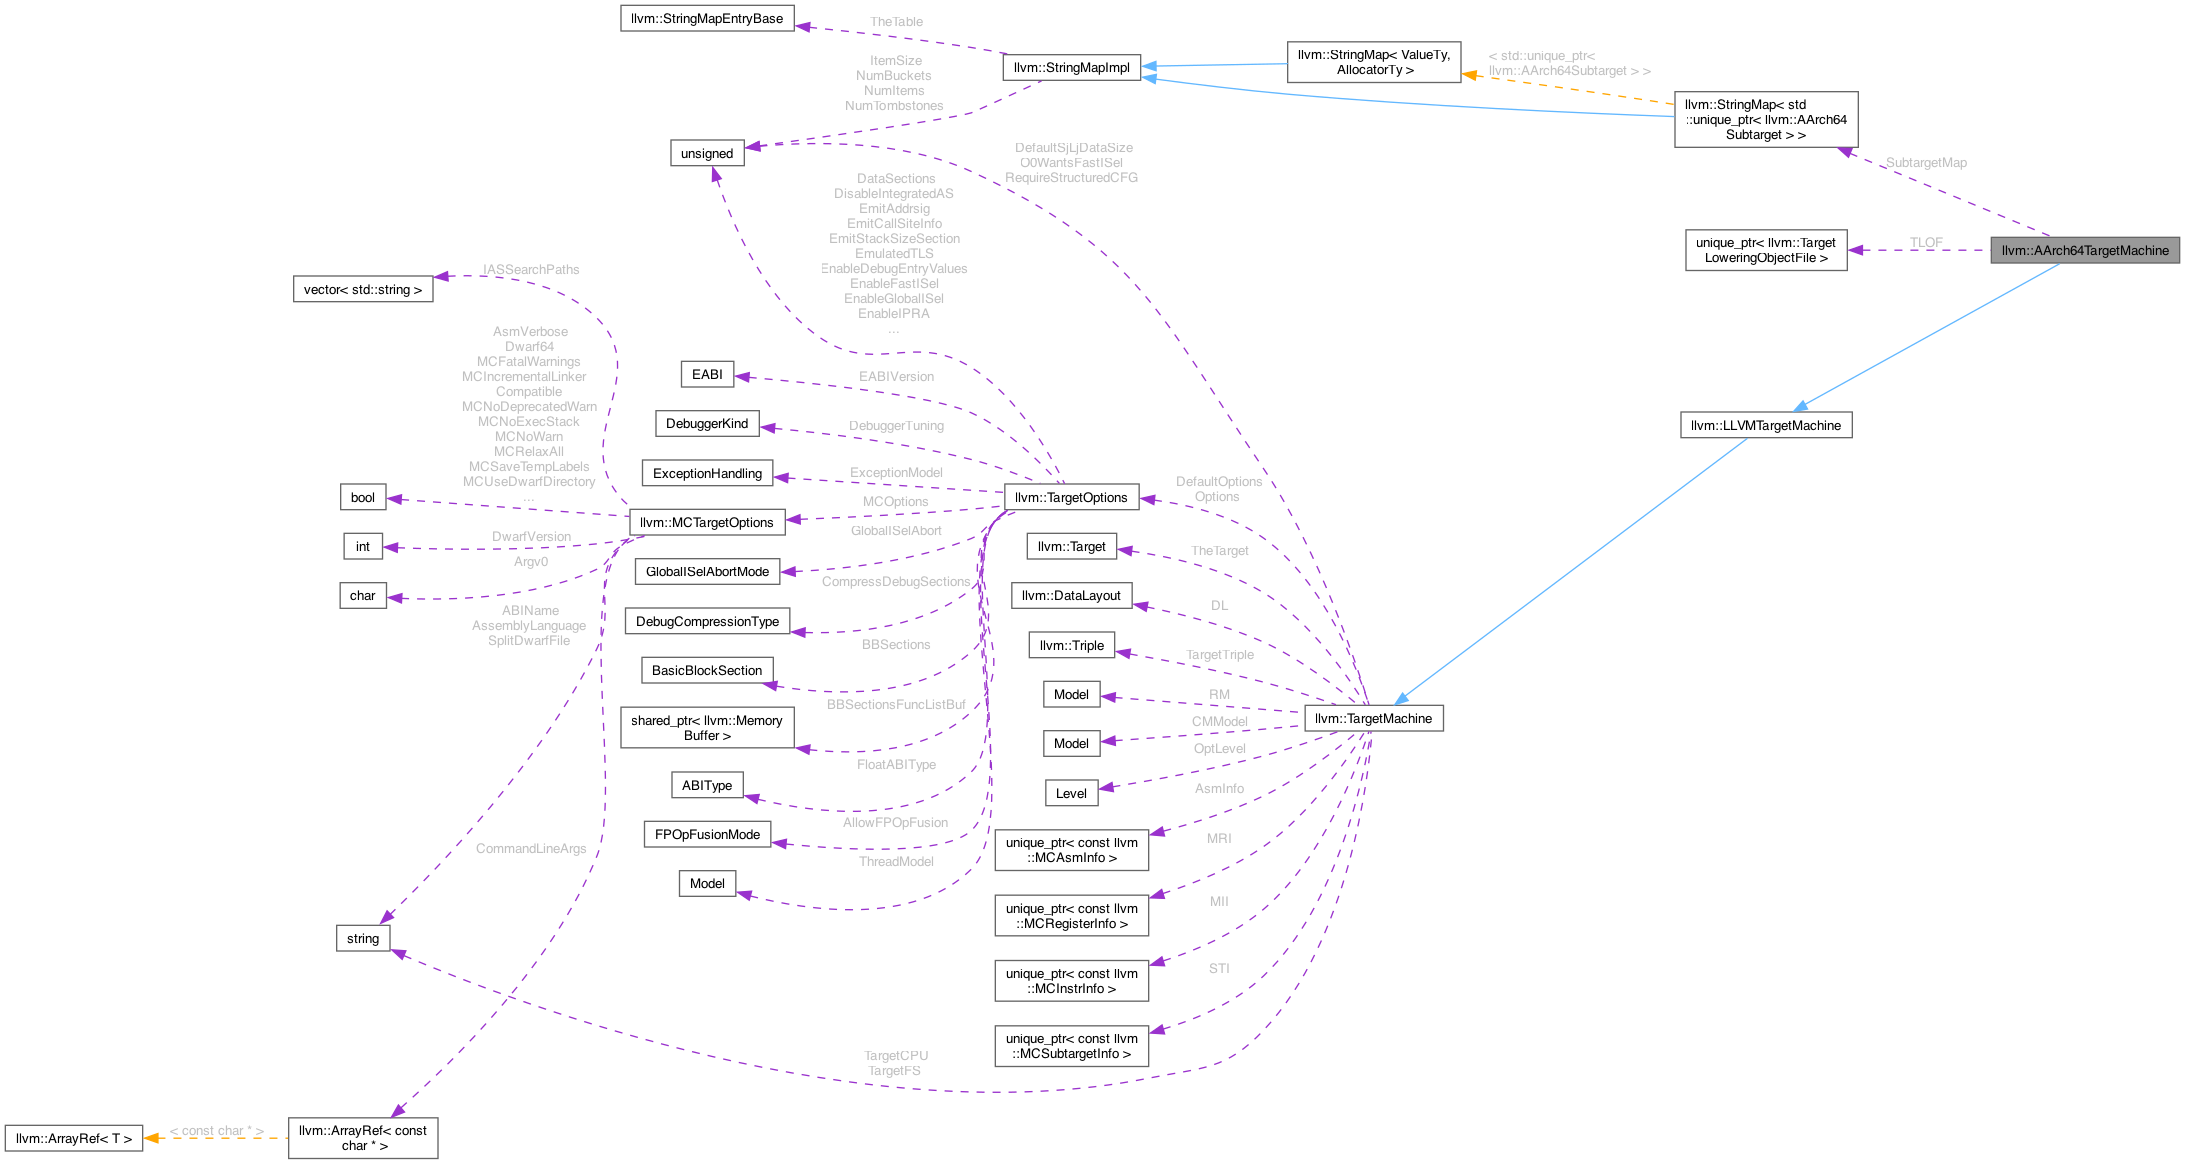 llvm::StringMapEntryBase
TheTable
llvm::StringMapImpl
llvm::StringMap< ValueTy,
AllocatorTy >
< std::unique_ptr<
llvm::AArch64Subtarget > >
llvm::StringMap< std
::unique_ptr< llvm::AArch64
Subtarget > >
ItemSize
NumBuckets
NumItems
NumTombstones
unsigned
DefaultSjLjDataSize
O0WantsFastISel
RequireStructuredCFG
SubtargetMap
DataSections
DisableIntegratedAS
EmitAddrsig
EmitCallSiteInfo
EmitStackSizeSection
EmulatedTLS
EnableDebugEntryValues
EnableFastISel
EnableGlobalISel
EnableIPRA
...
unique_ptr< llvm::Target
LoweringObjectFile >
TLOF
llvm::AArch64TargetMachine
vector< std::string >
IASSearchPaths
AsmVerbose
Dwarf64
MCFatalWarnings
MCIncrementalLinker
Compatible
MCNoDeprecatedWarn
MCNoExecStack
MCNoWarn
MCRelaxAll
MCSaveTempLabels
MCUseDwarfDirectory
...
EABI
EABIVersion
DebuggerKind
DebuggerTuning
llvm::LLVMTargetMachine
ExceptionHandling
ExceptionModel
llvm::TargetOptions
DefaultOptions
Options
bool
llvm::MCTargetOptions
MCOptions
int
DwarfVersion
GlobalISelAbort
llvm::Target
TheTarget
Argv0
GlobalISelAbortMode
char
CompressDebugSections
llvm::DataLayout
DL
ABIName
AssemblyLanguage
SplitDwarfFile
DebugCompressionType
BBSections
llvm::Triple
TargetTriple
BasicBlockSection
Model
RM
BBSectionsFuncListBuf
shared_ptr< llvm::Memory
Buffer >
Model
CMModel
llvm::TargetMachine
OptLevel
FloatABIType
ABIType
Level
AsmInfo
AllowFPOpFusion
FPOpFusionMode
unique_ptr< const llvm
::MCAsmInfo >
MRI
CommandLineArgs
ThreadModel
Model
unique_ptr< const llvm
::MCRegisterInfo >
MII
string
unique_ptr< const llvm
::MCInstrInfo >
STI
unique_ptr< const llvm
::MCSubtargetInfo >
TargetCPU
TargetFS
llvm::ArrayRef< T >
< const char * >
llvm::ArrayRef< const
char * >